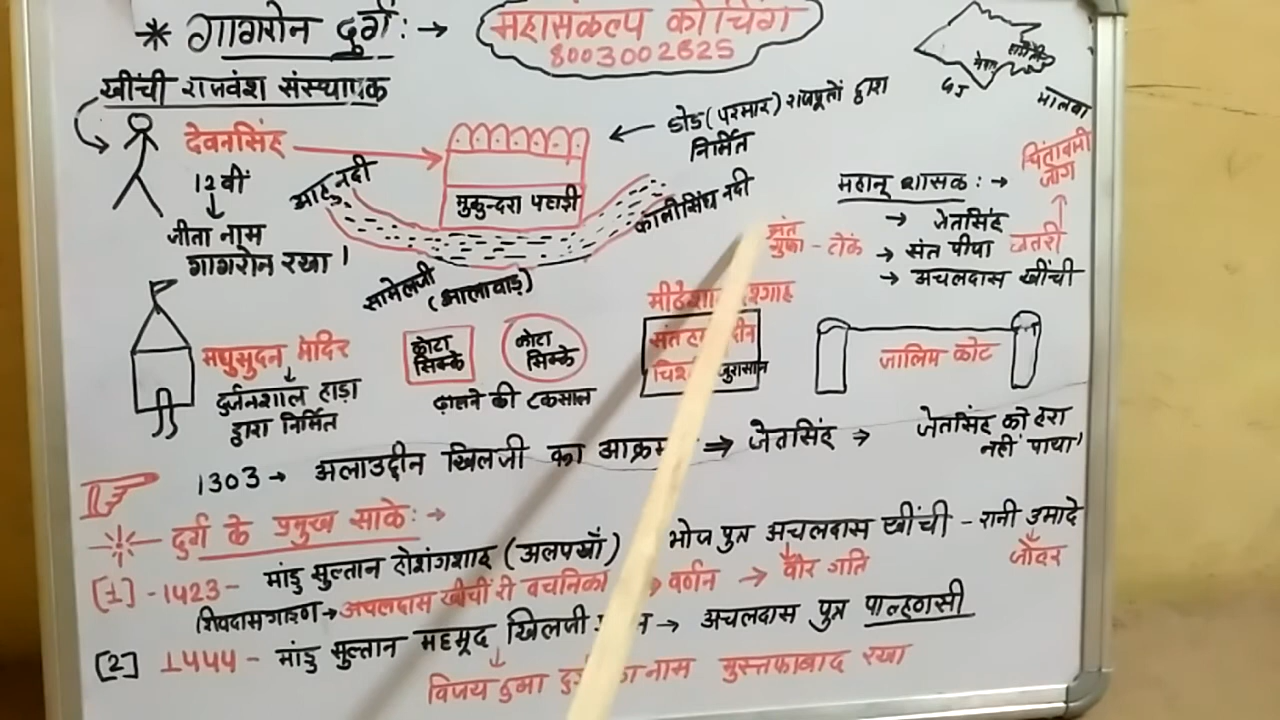 * गागरोन दुर्ग :→
महासंकल्प कोचिंग
8003002825
खींची राजवंश संस्थापक
देवनसिंह
12वीं
↓
जीता नाम
गागरोन रखा।
आहु नदी
मुकुन्दरा पहाड़ी
कालीसिंध नदी
सामेलजी
(झालावाड़)
← डोड (परमार) राजपूतों द्वारा
निर्मित
मेवाड़
GJ
मालवा
महान् शासक :→
→ जेतसिंह
→ संत पीपा
→ अचलदास खींची
संत
गुफा - टोंक
छतरी
जाग
मधुसुदन मंदिर
दुर्जनशाल हाड़ा
द्वारा निर्मित
कोटा
सिक्के
कोटा
सिक्के
ढालने की टकसाल
मीठेशा
चिश
खुरासान
जालिम कोट
1303 → अलाउद्दीन खिलजी का आक्रम ⇒ जेतसिंह → जेतसिंह को हरा
नहीं पाया।
दुर्ग के प्रमुख साके :→
[1] - 1423 - मांडु सुल्तान होशंगशाह (अलपखाँ) भोज पुत्र अचलदास खींची - रानी उमादे
जौहर
शिवदास गाडण → अचलदास खींचीं री वचनिका → वर्णन → वीर गति
[2] 1444 - मांडु सुल्तान महमूद खिलजी → अचलदास पुत्र पाल्हणसी
विजय हुआ नाम मुस्तफाबाद रखा